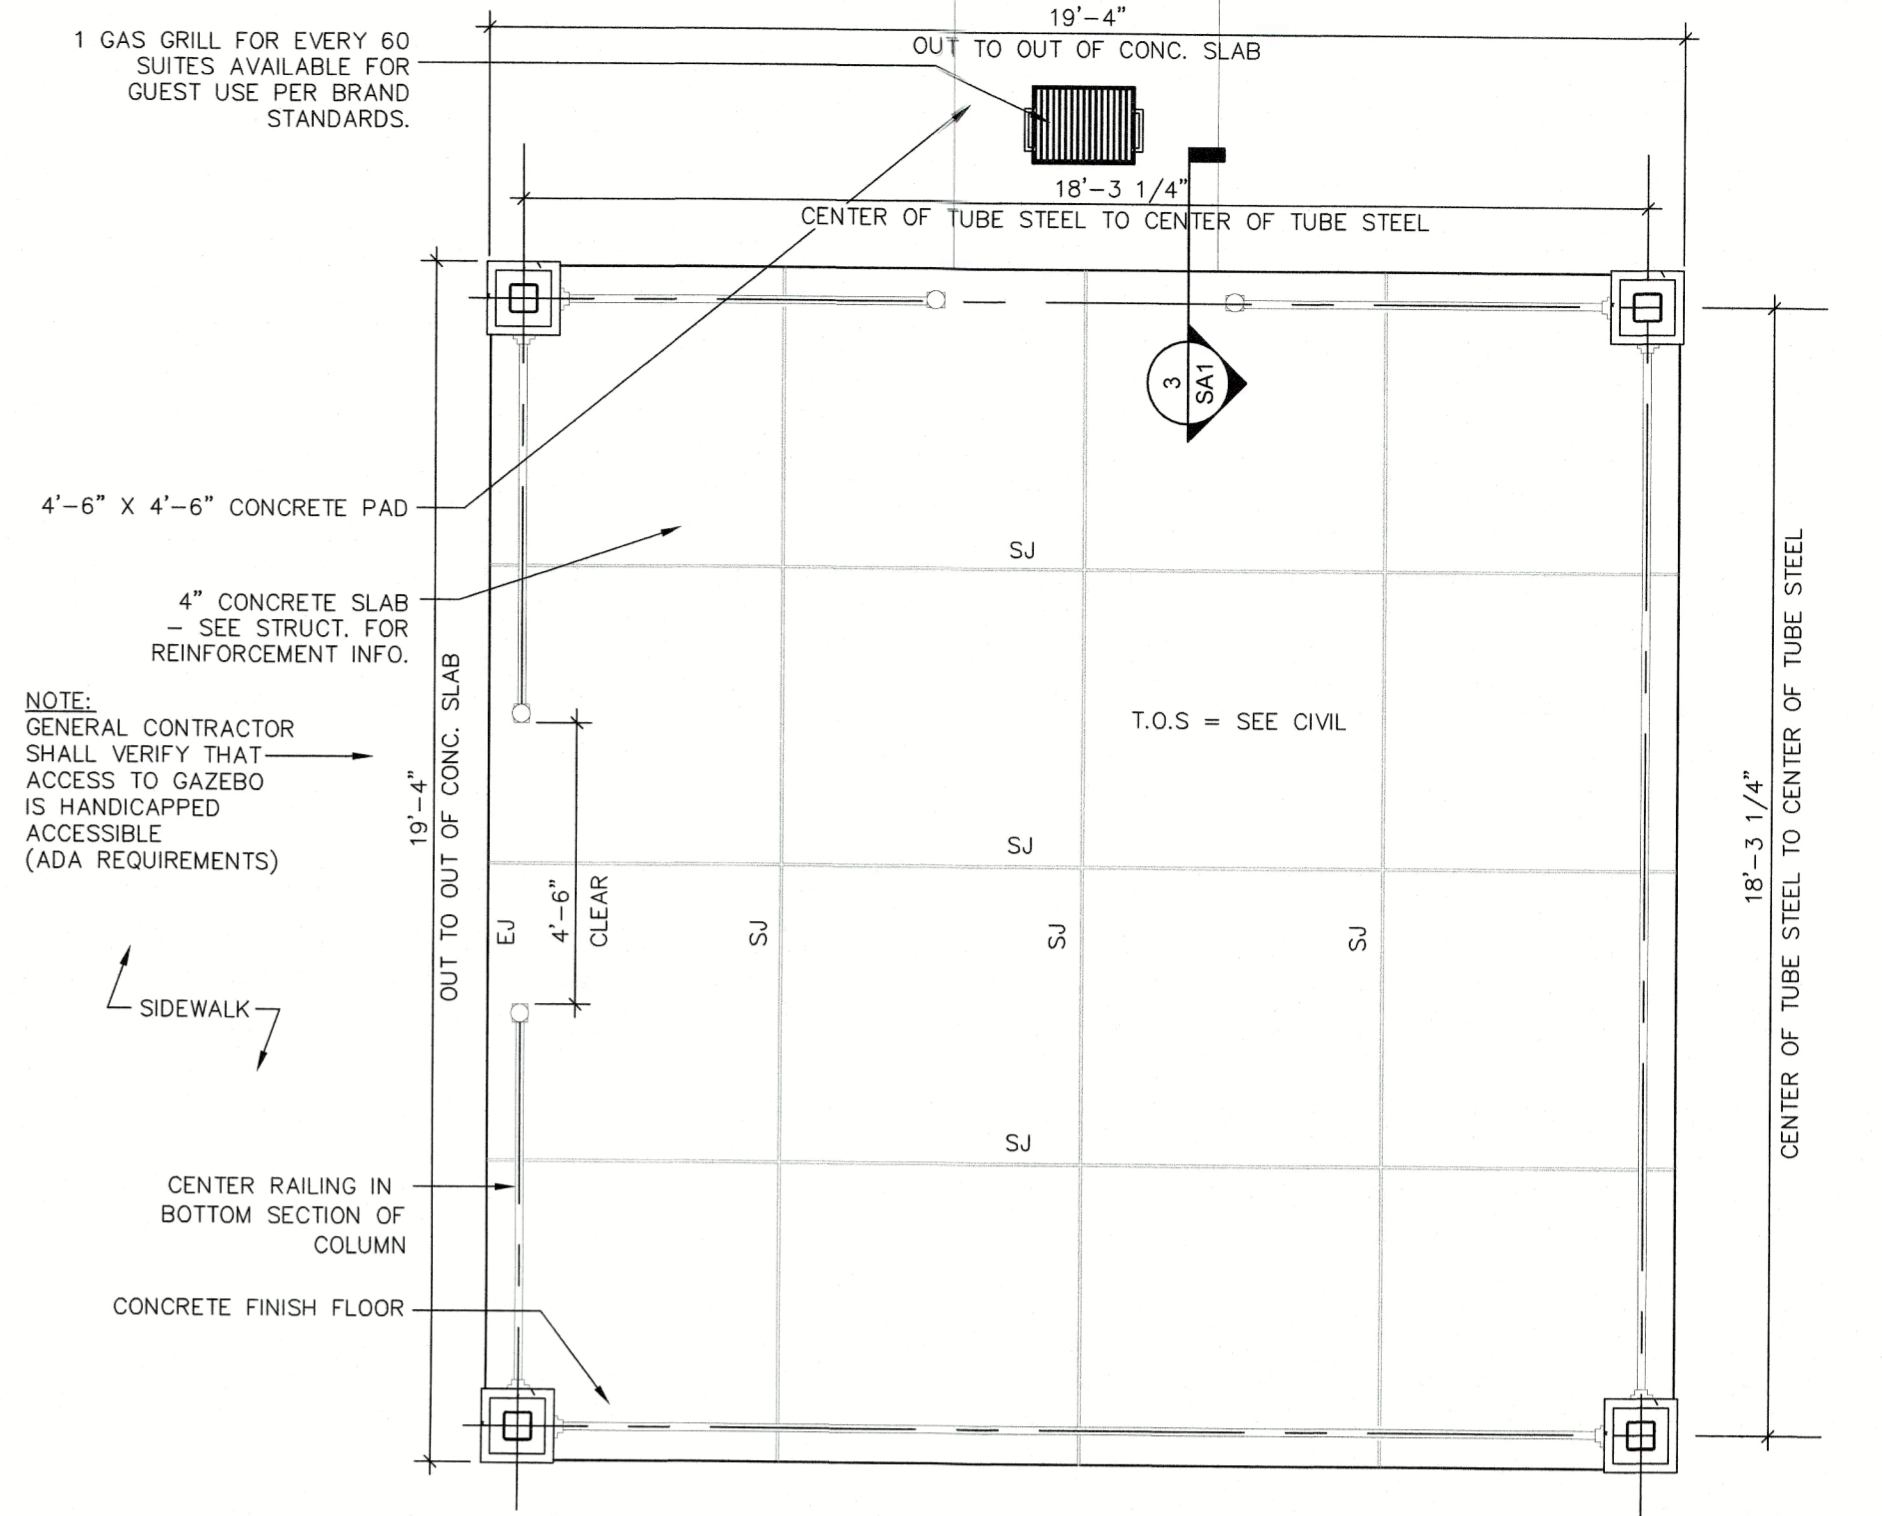 19'-4"
OUT TO OUT OF CONC. SLAB
1 GAS GRILL FOR EVERY 60
SUITES AVAILABLE FOR
GUEST USE PER BRAND
STANDARDS.
18'-3 1/4"
CENTER OF TUBE STEEL TO CENTER OF TUBE STEEL
3
SA1
4'-6" X 4'-6" CONCRETE PAD
SJ
4" CONCRETE SLAB
- SEE STRUCT. FOR
REINFORCEMENT INFO.
NOTE:
GENERAL CONTRACTOR
SHALL VERIFY THAT
ACCESS TO GAZEBO
IS HANDICAPPED
ACCESSIBLE
(ADA REQUIREMENTS)
19'-4"
OUT TO OUT OF CONC. SLAB
T.O.S = SEE CIVIL
SJ
EJ
4'-6"
CLEAR
SJ
SJ
SJ
18'-3 1/4"
CENTER OF TUBE STEEL TO CENTER OF TUBE STEEL
SIDEWALK
SJ
CENTER RAILING IN
BOTTOM SECTION OF
COLUMN
CONCRETE FINISH FLOOR